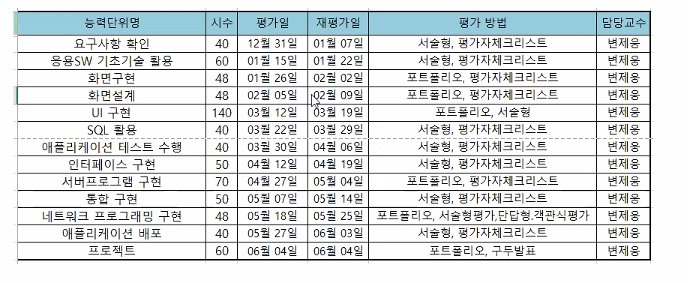 능력단위명 시수 평가일 재평가일 평가 방법 담당교수
요구사항 확인 40 12월 31일 01월 07일 서술형, 평가자체크리스트 변제웅
응용SW 기초기술 활용 60 01월 15일 01월 22일 서술형, 평가자체크리스트 변제웅
화면구현 48 01월 26일 02월 02일 포트폴리오, 평가자체크리스트 변제웅
화면설계 48 02월 05일 02월 09일 포트폴리오, 평가자체크리스트 변제웅
UI 구현 140 03월 12일 03월 19일 포트폴리오, 서술형 변제웅
SQL 활용 40 03월 22일 03월 29일 서술형, 평가자체크리스트 변제웅
애플리케이션 테스트 수행 40 03월 30일 04월 06일 서술형, 평가자체크리스트 변제웅
인터페이스 구현 50 04월 12일 04월 19일 서술형, 평가자체크리스트 변제웅
서버프로그램 구현 70 04월 27일 05월 04일 포트폴리오, 평가자체크리스트 변제웅
통합 구현 50 05월 07일 05월 14일 서술형, 평가자체크리스트 변제웅
네트워크 프로그래밍 구현 48 05월 18일 05월 25일 포트폴리오, 서술형평가,단답형.객관식평가 변제웅
애플리케이션 배포 40 05월 27일 06월 03일 서술형, 평가자체크리스트 변제웅
프로젝트 60 06월 04일 06월 04일 포트폴리오, 구두발표 변제웅